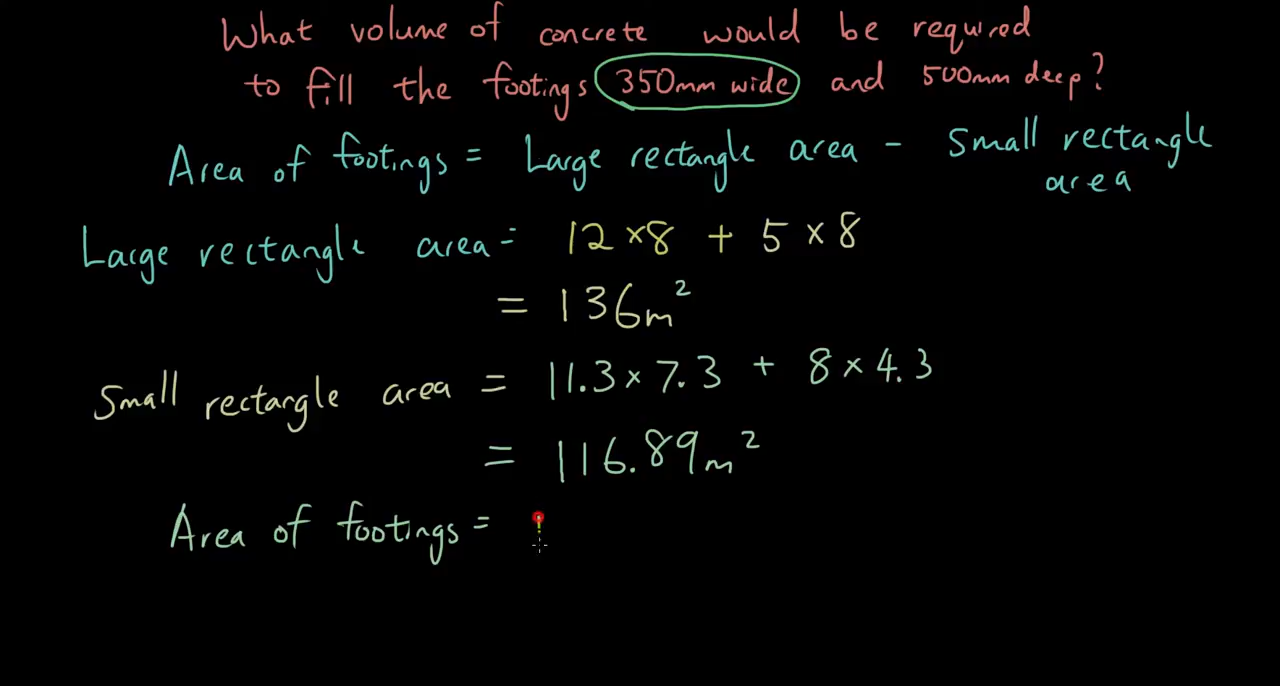 What volume of concrete would be required
to fill the footings 350mm wide and 500mm deep?
Area of footings = Large rectangle area - Small rectangle
area
Large rectangle area = 12 × 8 + 5 × 8
= 136m²
Small rectangle area = 11.3 × 7.3 + 8 × 4.3
= 116.89m²
Area of footings =